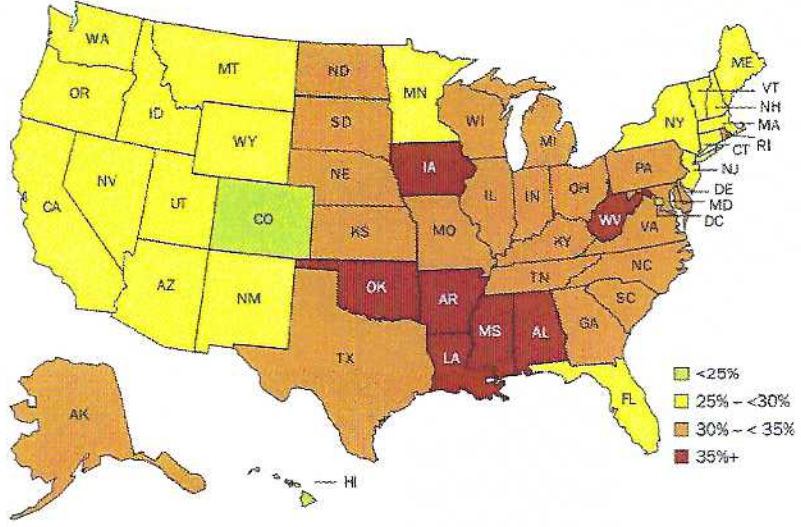 WA
MT
ND
MN
ME
VT
NH
MA
RI
CT
NJ
DE
MD
DC
OR
ID
WY
SD
WI
MI
NY
PA
NV
UT
CO
NE
IA
IL
IN
OH
WV
VA
CA
KS
MO
KY
NC
TN
SC
AZ
NM
OK
AR
MS
AL
GA
LA
TX
FL
AK
HI
<25%
25% – <30%
30% – < 35%
35%+